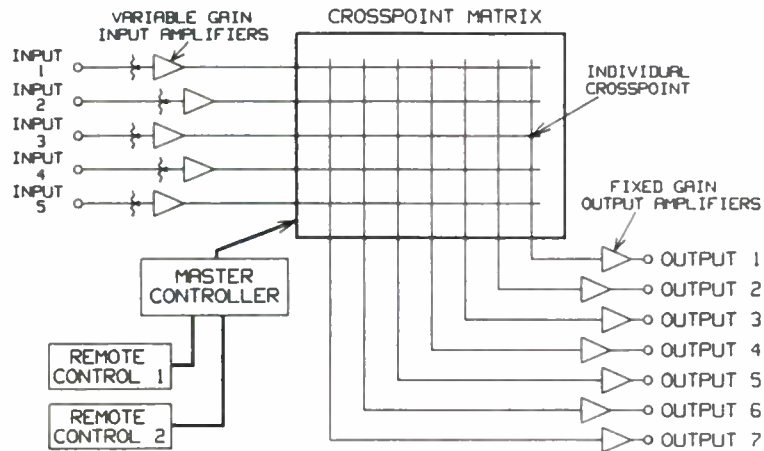 VARIABLE GAIN
INPUT AMPLIFIERS
CROSSPOINT MATRIX
INPUT
1
INPUT
2
INPUT
3
INPUT
4
INPUT
5
INDIVIDUAL
CROSSPOINT
FIXED GAIN
OUTPUT AMPLIFIERS
OUTPUT 1
OUTPUT 2
OUTPUT 3
OUTPUT 4
OUTPUT 5
OUTPUT 6
OUTPUT 7
MASTER
CONTROLLER
REMOTE
CONTROL 1
REMOTE
CONTROL 2